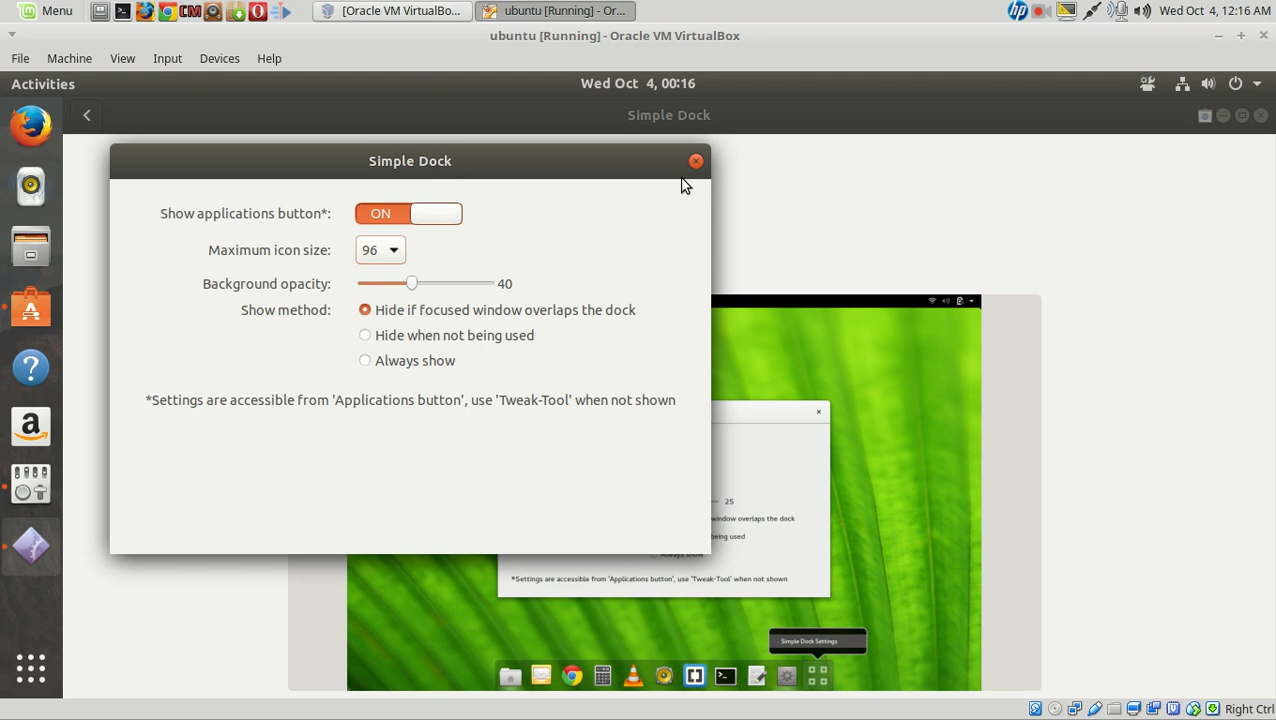 Menu
CM
[Oracle VM VirtualBo...
ubuntu [Running] - Or...
Wed Oct 4, 12:16 AM
ubuntu [Running] - Oracle VM VirtualBox
File Machine View Input Devices Help
Activities
Wed Oct 4, 00:16
Simple Dock
Simple Dock
Show applications button*: ON
Maximum icon size: 96
Background opacity: 40
Show method: Hide if focused window overlaps the dock
Hide when not being used
Always show
*Settings are accessible from 'Applications button', use 'Tweak-Tool' when not shown
25
window overlaps the dock
being used
Always show
*Settings are accessible from 'Applications button', use 'Tweak-Tool' when not shown
Simple Dock Settings
Right Ctrl